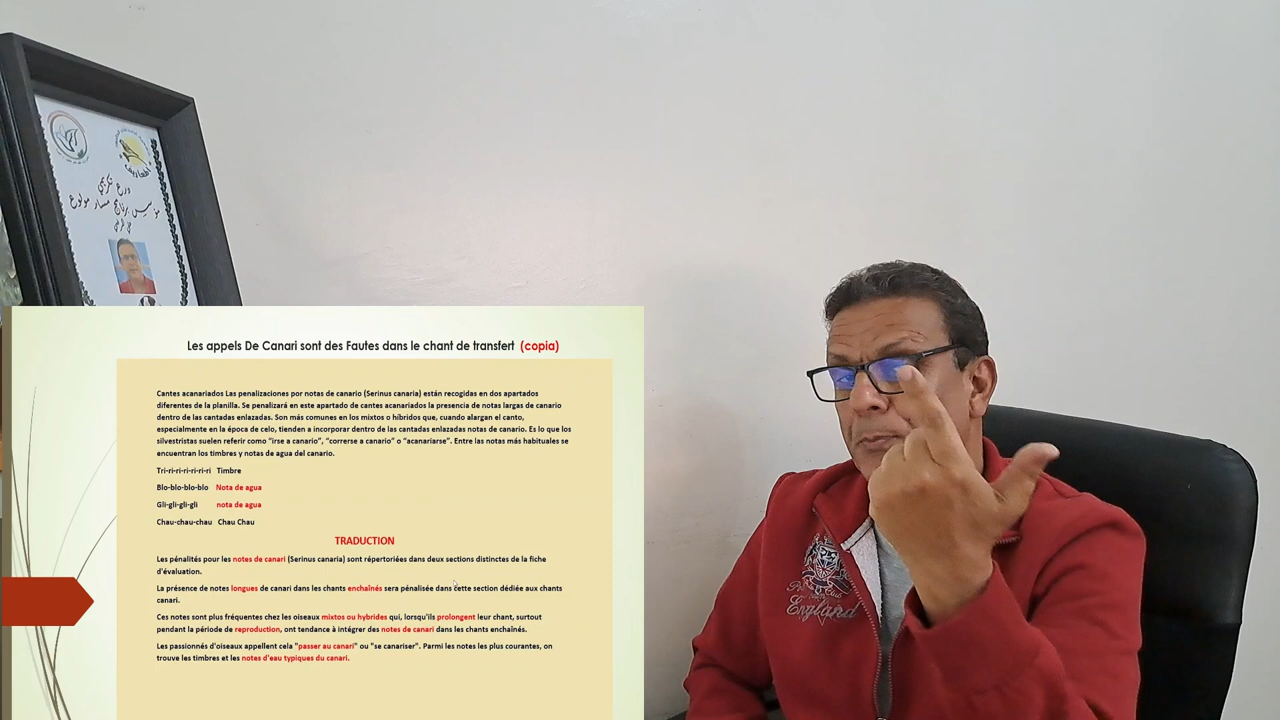 درع تكريمي
Les appels De Canari sont des Fautes dans le chant de transfert (copia)
Cantes acanariados Las penalizaciones por notas de canario (Serinus canaria) están recogidas en dos apartados
diferentes de la planilla. Se penalizará en este apartado de cantes acanariados la presencia de notas largas de canario
dentro de las cantadas enlazadas. Son más comunes en los mixtos o híbridos que, cuando alargan el canto,
especialmente en la época de celo, tienden a incorporar dentro de las cantadas enlazadas notas de canario. Es lo que los
silvestristas suelen referir como "irse a canario", "correrse a canario" o "acanariarse". Entre las notas más habituales se
encuentran los timbres y notas de agua del canario.
Tri-ri-ri-ri-ri-ri-ri Timbre
Blo-blo-blo-blo Nota de agua
Gli-gli-gli-gli nota de agua
Chau-chau-chau Chau Chau
TRADUCTION
Les pénalités pour les notes de canari (Serinus canaria) sont répertoriées dans deux sections distinctes de la fiche
d'évaluation.
La présence de notes longues de canari dans les chants enchaînés sera pénalisée dans cette section dédiée aux chants
canari.
Ces notes sont plus fréquentes chez les oiseaux mixtos ou hybrides qui, lorsqu'ils prolongent leur chant, surtout
pendant la période de reproduction, ont tendance à intégrer des notes de canari dans les chants enchaînés.
Les passionnés d'oiseaux appellent cela "passer au canari" ou "se canariser". Parmi les notes les plus courantes, on
trouve les timbres et les notes d'eau typiques du canari.
England